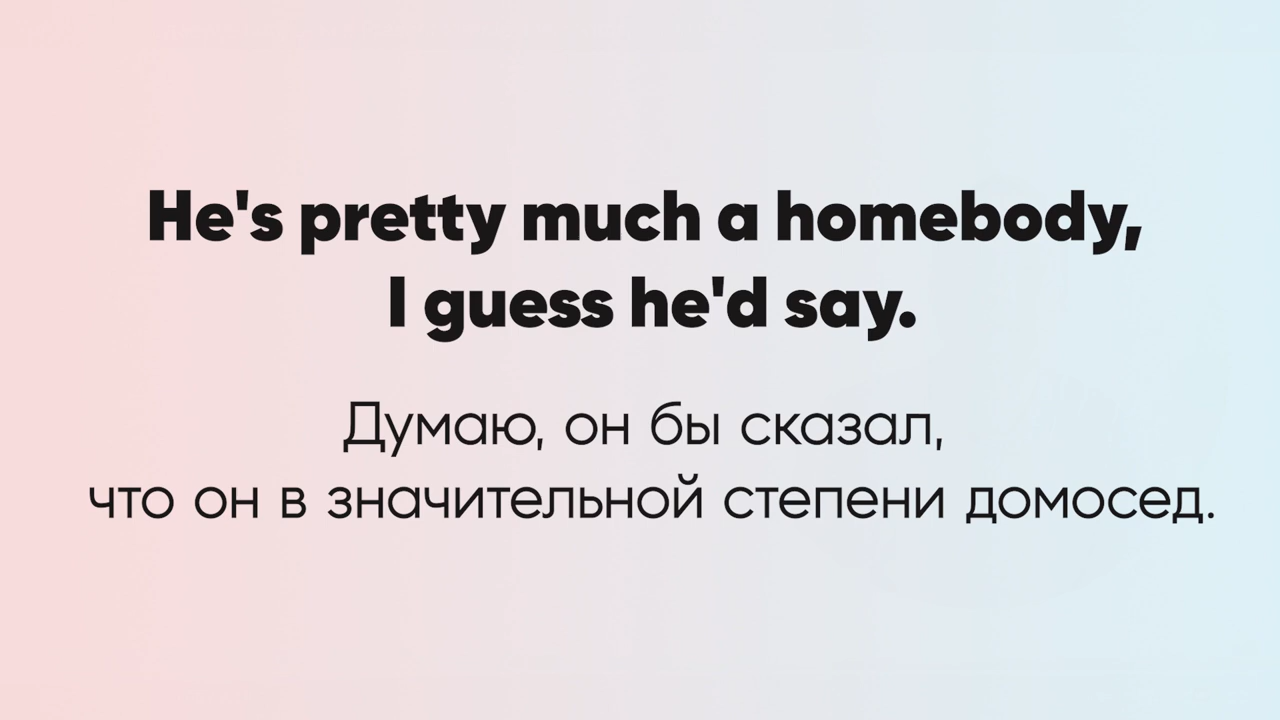 He's pretty much a homebody,
I guess he'd say.
Думаю, он бы сказал,
что он в значительной степени домосед.